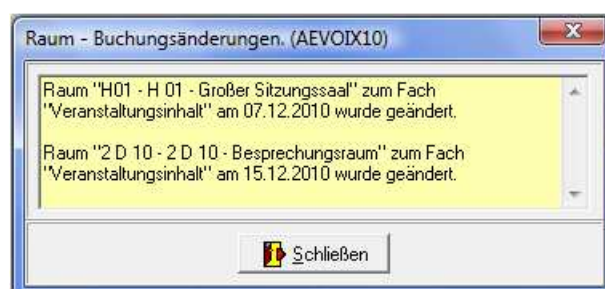 Raum - Buchungsänderungen. (AEVOIX10)
Raum "H01 - H 01 - Großer Sitzungssaal" zum Fach
"Veranstaltungsinhalt" am 07.12.2010 wurde geändert.
Raum "2 D 10 - 2 D 10 - Besprechungsraum" zum Fach
"Veranstaltungsinhalt" am 15.12.2010 wurde geändert.
Schließen